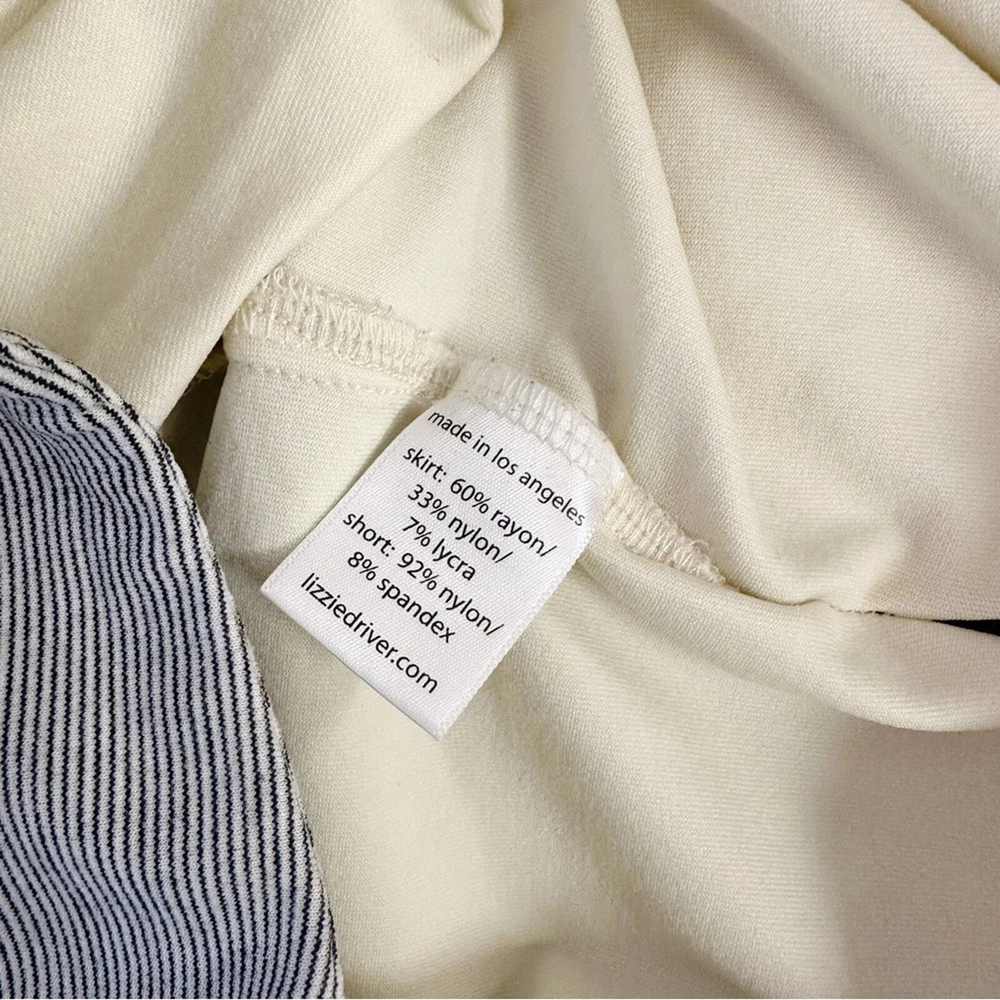 made in los angeles
skirt: 60% rayon/
33% nylon/
7% lycra
short: 92% nylon/
8% spandex
lizziedriver.com